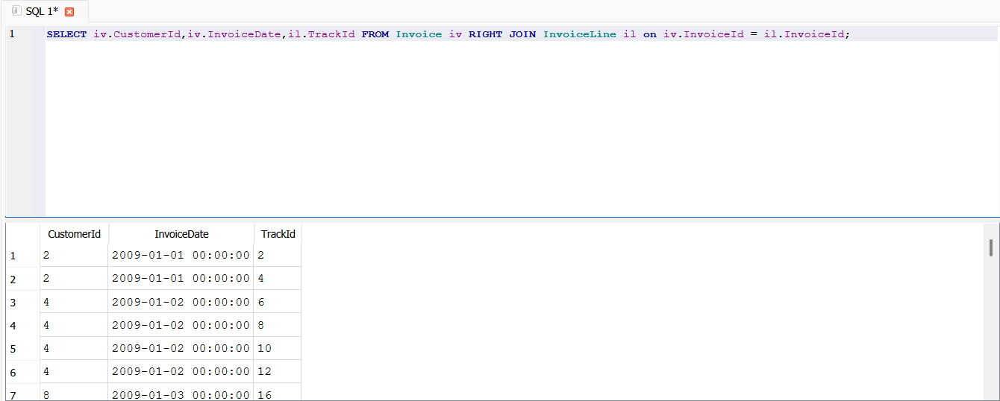 SQL 1*
1 SELECT iv.CustomerId,iv.InvoiceDate,il.TrackId FROM Invoice iv RIGHT JOIN InvoiceLine il on iv.InvoiceId = il.InvoiceId;
CustomerId InvoiceDate TrackId
1 2 2009-01-01 00:00:00 2
2 2 2009-01-01 00:00:00 4
3 4 2009-01-02 00:00:00 6
4 4 2009-01-02 00:00:00 8
5 4 2009-01-02 00:00:00 10
6 4 2009-01-02 00:00:00 12
7 8 2009-01-03 00:00:00 16